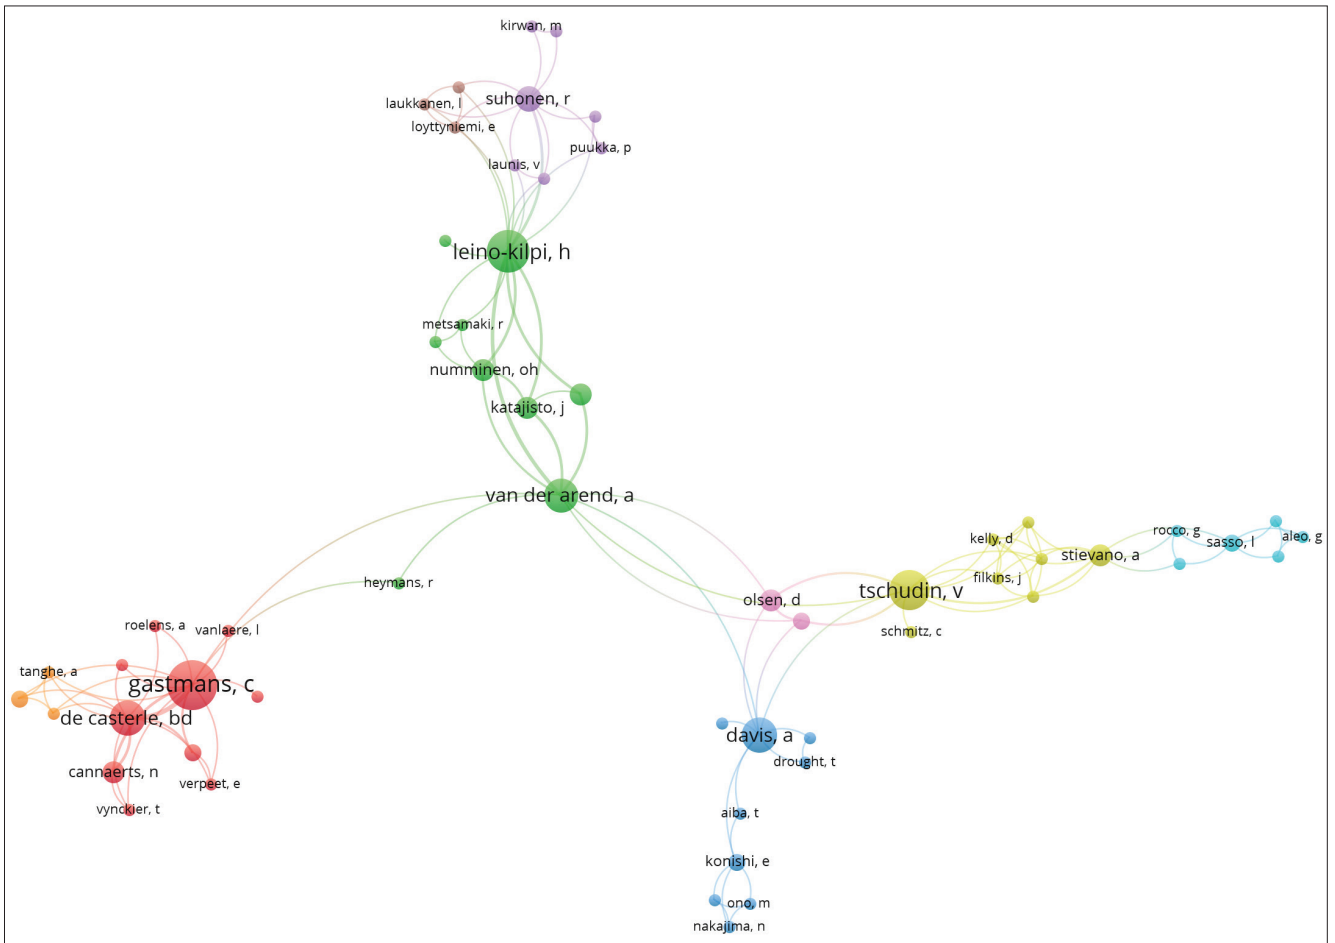 kirwan, m
suhonen, r
laukkanen, l
loyttyniemi, e
puukka, p
launis, v
leino-kilpi, h
metsamaki, r
numminen, oh
katajisto, j
van der arend, a
rocco, g
aleo, g
kelly, d
sasso, l
stievano, a
filkins, j
heymans, r
tschudin, v
olsen, d
roelens, a
vanlaere, l
schmitz, c
tanghe, a
gastmans, c
de casterle, bd
davis, a
drought, t
cannaerts, n
verpeet, e
vynckier, t
aiba, t
konishi, e
ono, m
nakajima, n